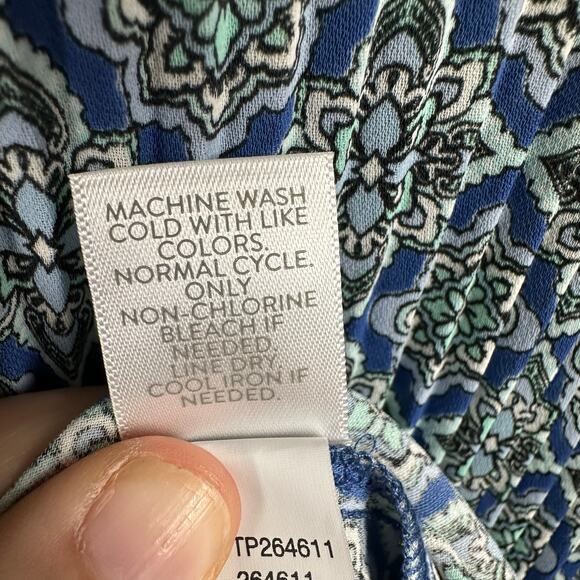 MACHINE WASH
COLD WITH LIKE
COLORS.
NORMAL CYCLE.
ONLY
NON-CHLORINE
BLEACH IF
NEEDED.
LINE DRY,
COOL IRON IF
NEEDED.
TP264611
264611